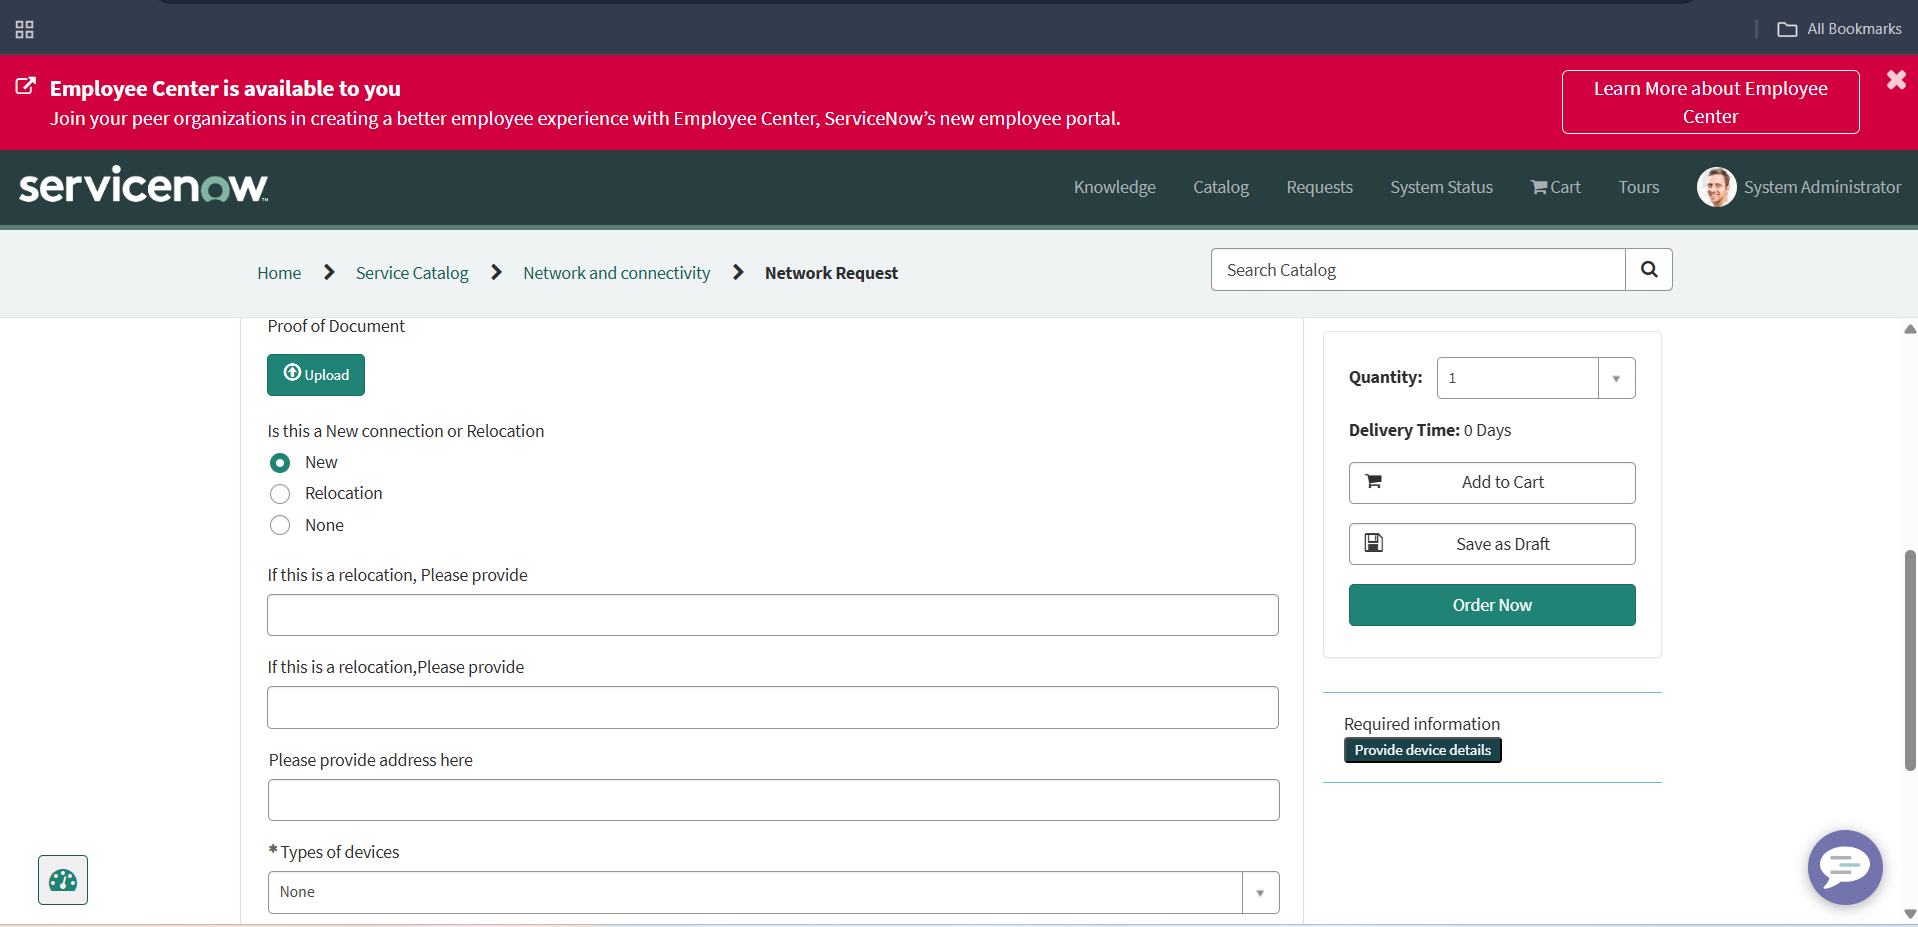 All Bookmarks
Employee Center is available to you
Join your peer organizations in creating a better employee experience with Employee Center, ServiceNow’s new employee portal.
Learn More about Employee
Center
servicenow™
Knowledge Catalog Requests System Status Cart Tours System Administrator
Home Service Catalog Network and connectivity Network Request
Search Catalog
Proof of Document
Upload
Is this a New connection or Relocation
New
Relocation
None
If this is a relocation, Please provide
If this is a relocation,Please provide
Please provide address here
* Types of devices
None
Quantity: 1
Delivery Time: 0 Days
Add to Cart
Save as Draft
Order Now
Required information
Provide device details